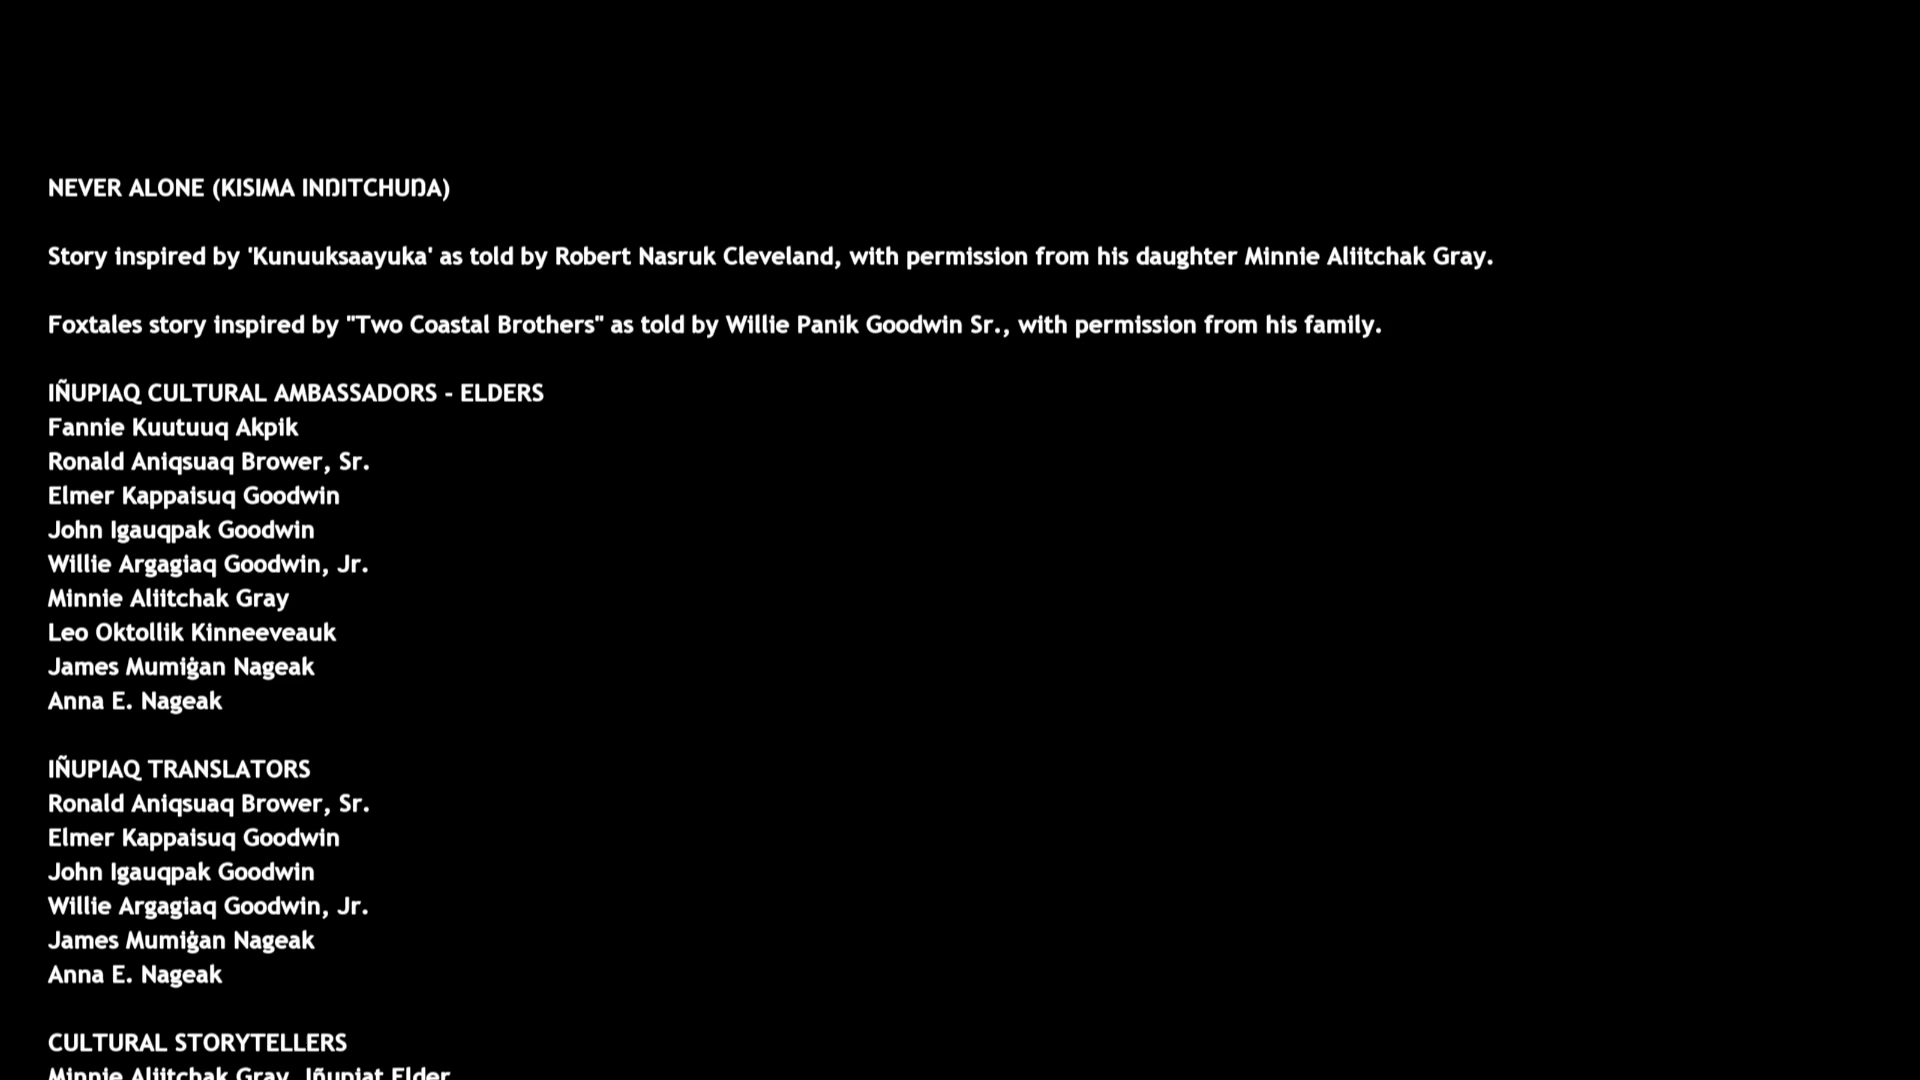 NEVER ALONE (KISIMA INŊITCHUŊA)
Story inspired by 'Kunuuksaayuka' as told by Robert Nasruk Cleveland, with permission from his daughter Minnie Aliitchak Gray.
Foxtales story inspired by "Two Coastal Brothers" as told by Willie Panik Goodwin Sr., with permission from his family.
IÑUPIAQ CULTURAL AMBASSADORS - ELDERS
Fannie Kuutuuq Akpik
Ronald Aniqsuaq Brower, Sr.
Elmer Kappaisuq Goodwin
John Igauqpak Goodwin
Willie Argagiaq Goodwin, Jr.
Minnie Aliitchak Gray
Leo Oktollik Kinneeveauk
James Mumiġan Nageak
Anna E. Nageak
IÑUPIAQ TRANSLATORS
Ronald Aniqsuaq Brower, Sr.
Elmer Kappaisuq Goodwin
John Igauqpak Goodwin
Willie Argagiaq Goodwin, Jr.
James Mumiġan Nageak
Anna E. Nageak
CULTURAL STORYTELLERS
Minnie Aliitchak Gray, Iñupiat Elder